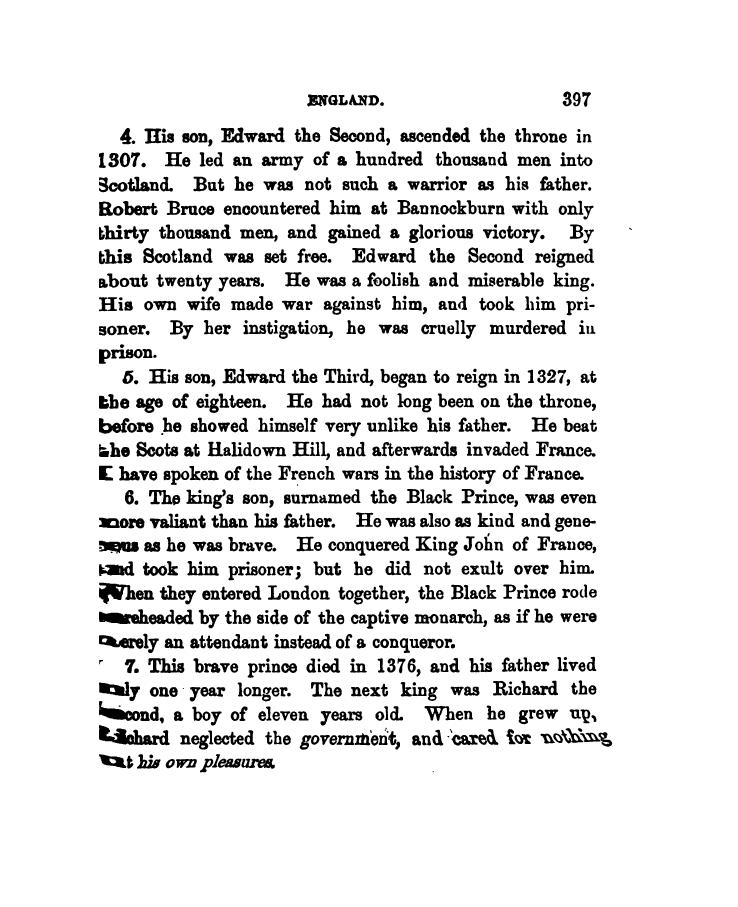 ENGLAND. 397
4. His son, Edward the Second, ascended the throne in
1307. He led an army of a hundred thousand men into
Scotland. But he was not such a warrior as his father.
Robert Bruce encountered him at Bannockburn with only
thirty thousand men, and gained a glorious victory. By
this Scotland was set free. Edward the Second reigned
about twenty years. He was a foolish and miserable king.
His own wife made war against him, and took him pri-
soner. By her instigation, he was cruelly murdered in
prison.
5. His son, Edward the Third, began to reign in 1327, at
the age of eighteen. He had not long been on the throne,
before he showed himself very unlike his father. He beat
the Scots at Halidown Hill, and afterwards invaded France.
I have spoken of the French wars in the history of France.
6. The king's son, surnamed the Black Prince, was even
more valiant than his father. He was also as kind and gene-
rous as he was brave. He conquered King John of France,
and took him prisoner; but he did not exult over him.
When they entered London together, the Black Prince rode
bareheaded by the side of the captive monarch, as if he were
merely an attendant instead of a conqueror.
7. This brave prince died in 1376, and his father lived
only one year longer. The next king was Richard the
Second, a boy of eleven years old. When he grew up,
Richard neglected the government, and cared for nothing
but his own pleasures.